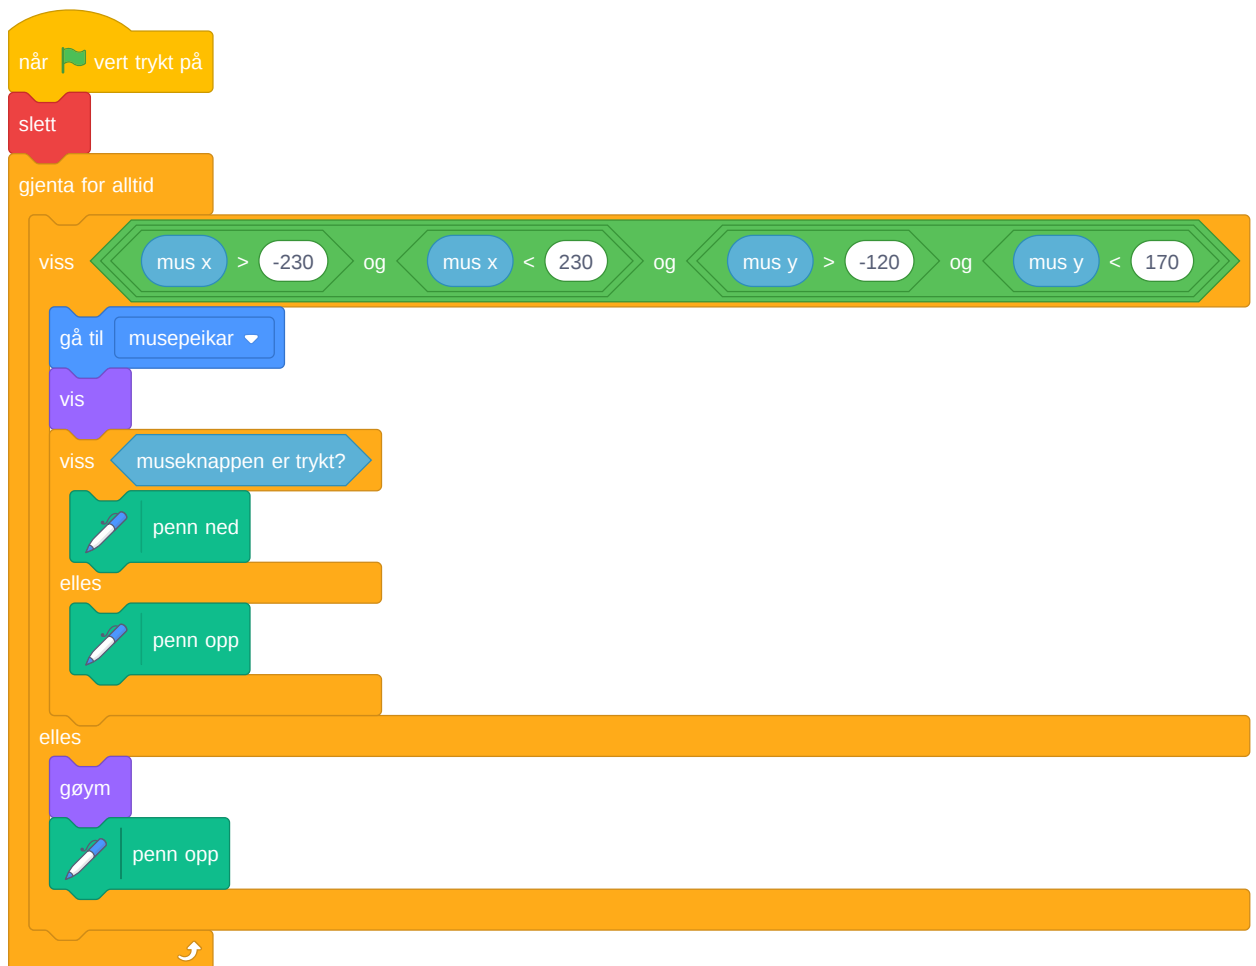 når vert trykt på
slett
gjenta for alltid
viss mus x > -230 og mus x < 230 og mus y > -120 og mus y < 170
gå til musepeikar
vis
viss museknappen er trykt?
penn ned
elles
penn opp
elles
gøym
penn opp